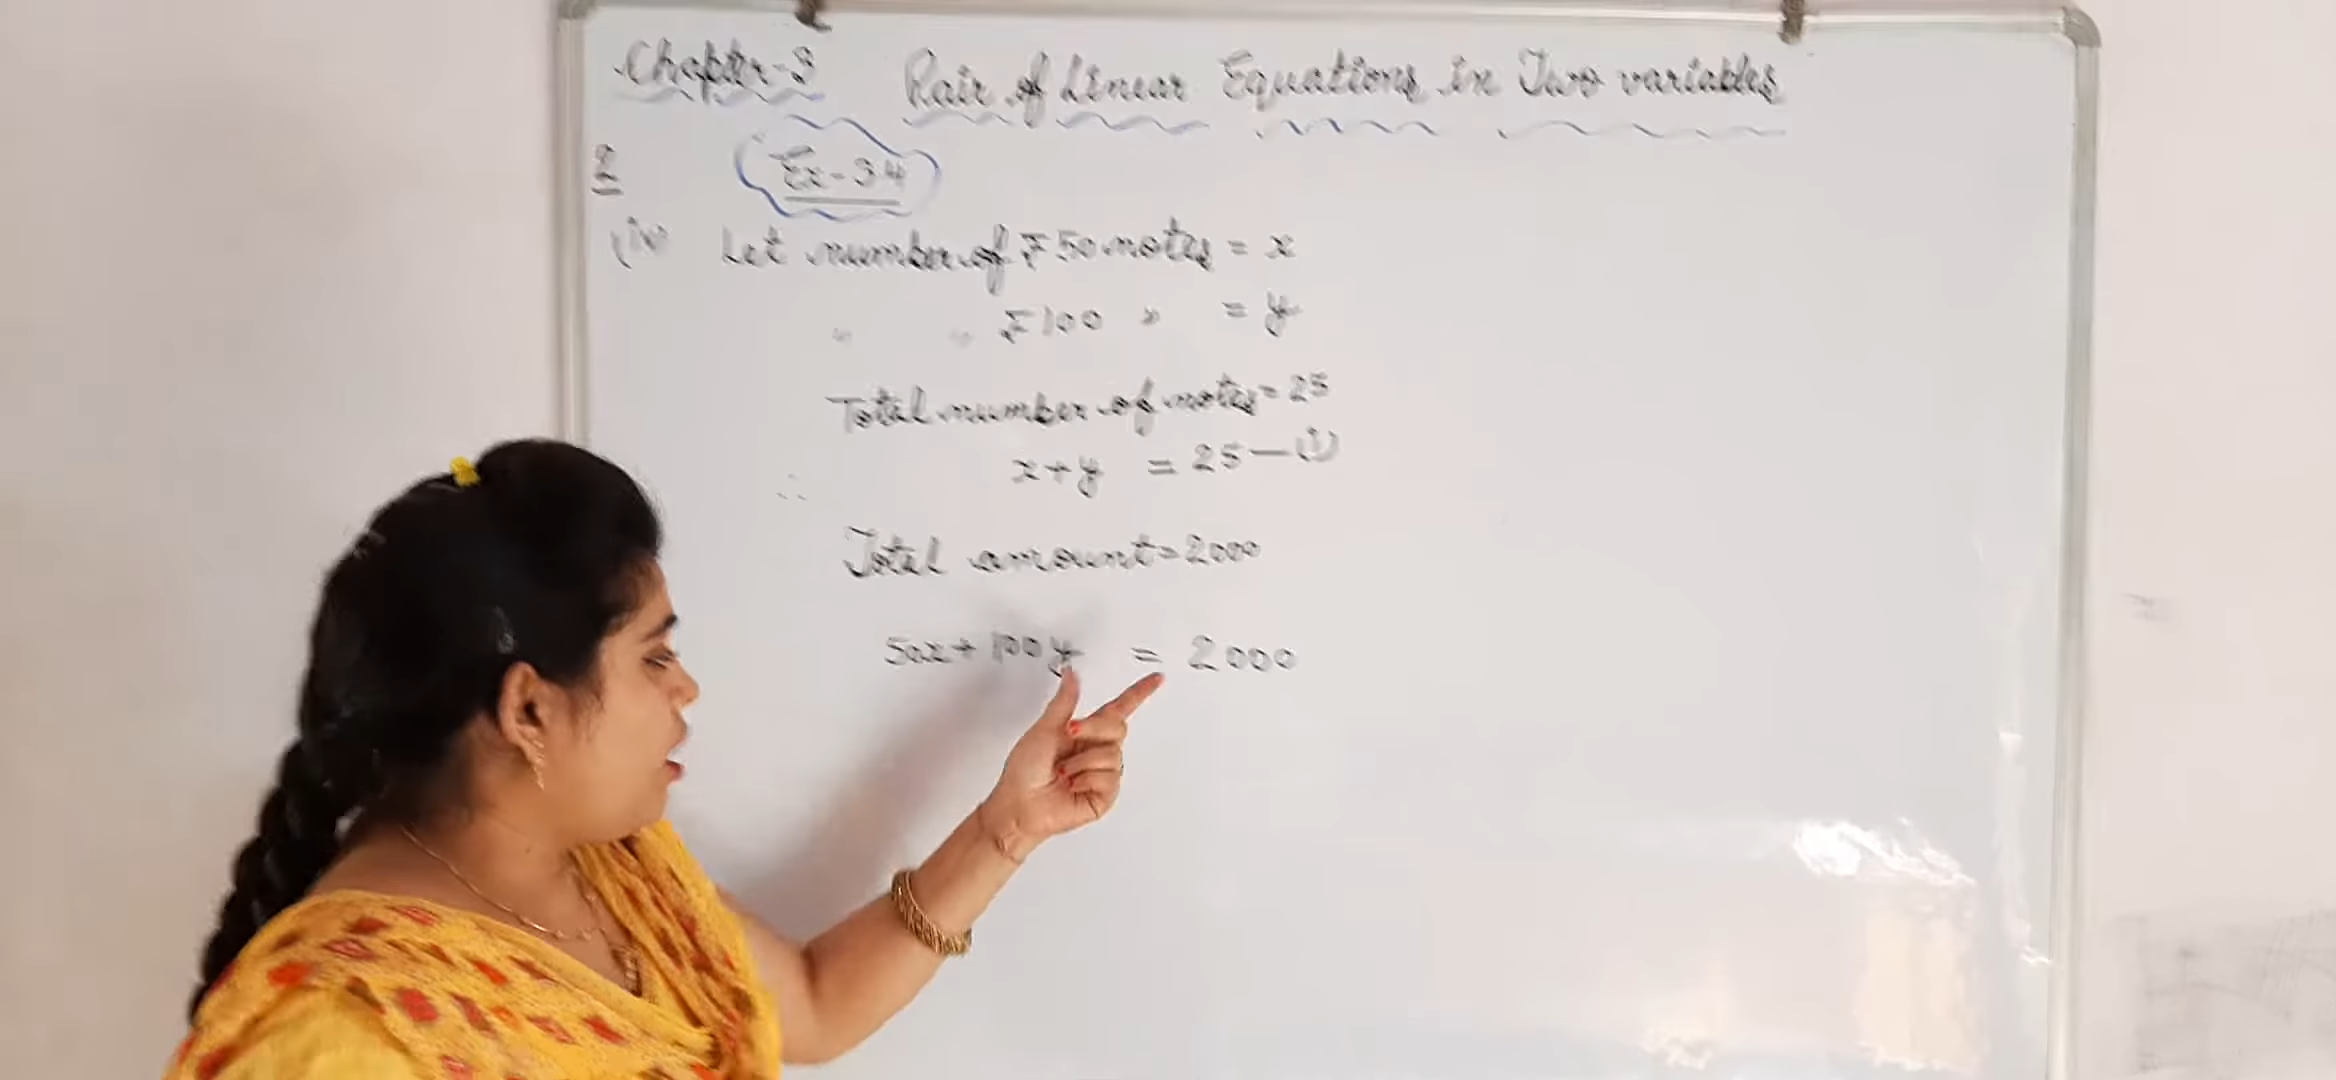 Chapter-3 Pair of Linear Equations in Two variables
2 Ex-3.4
(iv Let number of ₹50 notes = x
" " ₹100 " = y
Total number of notes = 25
∴ x+y = 25 — (i)
Total amount = 2000
50x + 100y = 2000